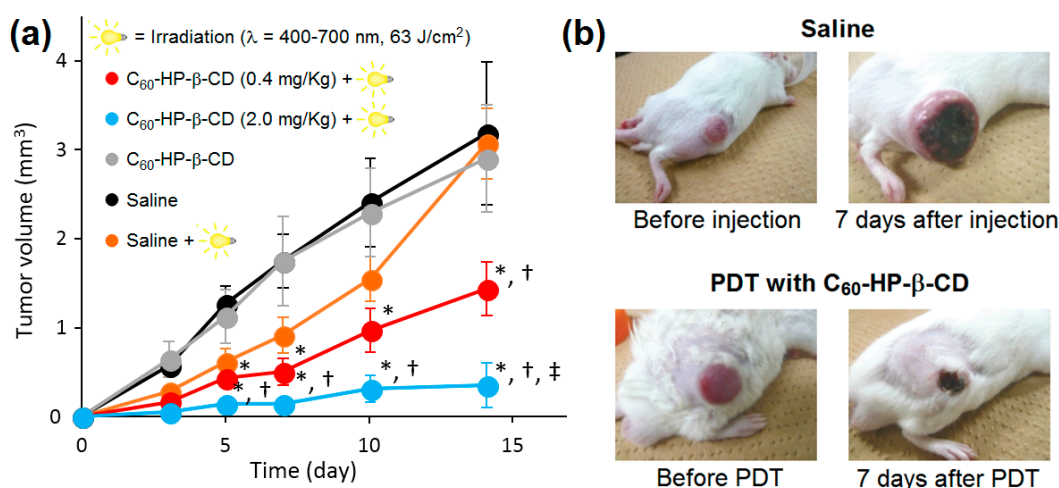 (a)
= Irradiation (λ = 400-700 nm, 63 J/cm²)
C₆₀-HP-β-CD (0.4 mg/Kg) +
C₆₀-HP-β-CD (2.0 mg/Kg) +
C₆₀-HP-β-CD
Saline
Saline +
Tumor volume (mm³)
4
3
2
1
0
*, †
*
*
*, †
*, †
*, †
*, †, ‡
0
5
10
15
Time (day)
(b)
Saline
Before injection
7 days after injection
PDT with C₆₀-HP-β-CD
Before PDT
7 days after PDT